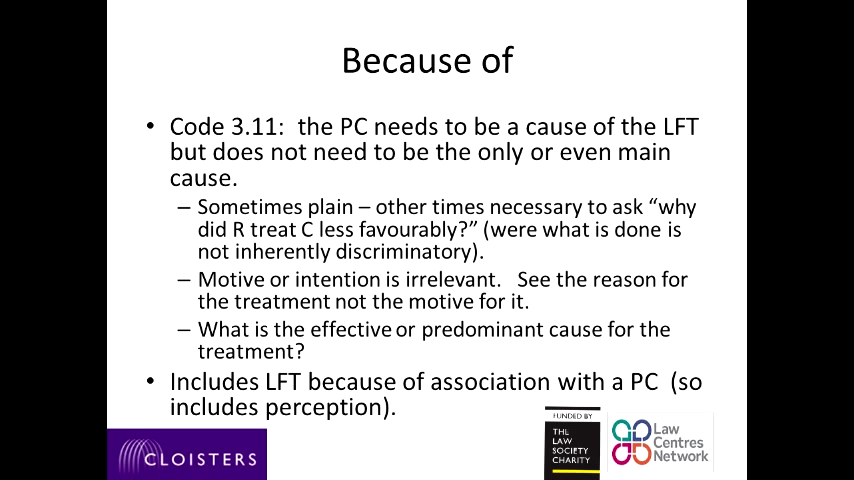 Because of
• Code 3.11: the PC needs to be a cause of the LFT
but does not need to be the only or even main
cause.
– Sometimes plain – other times necessary to ask “why
did R treat C less favourably?” (were what is done is
not inherently discriminatory).
– Motive or intention is irrelevant. See the reason for
the treatment not the motive for it.
– What is the effective or predominant cause for the
treatment?
• Includes LFT because of association with a PC (so
includes perception).
CLOISTERS
FUNDED BY
THE
LAW
SOCIETY
CHARITY
Law
Centres
Network